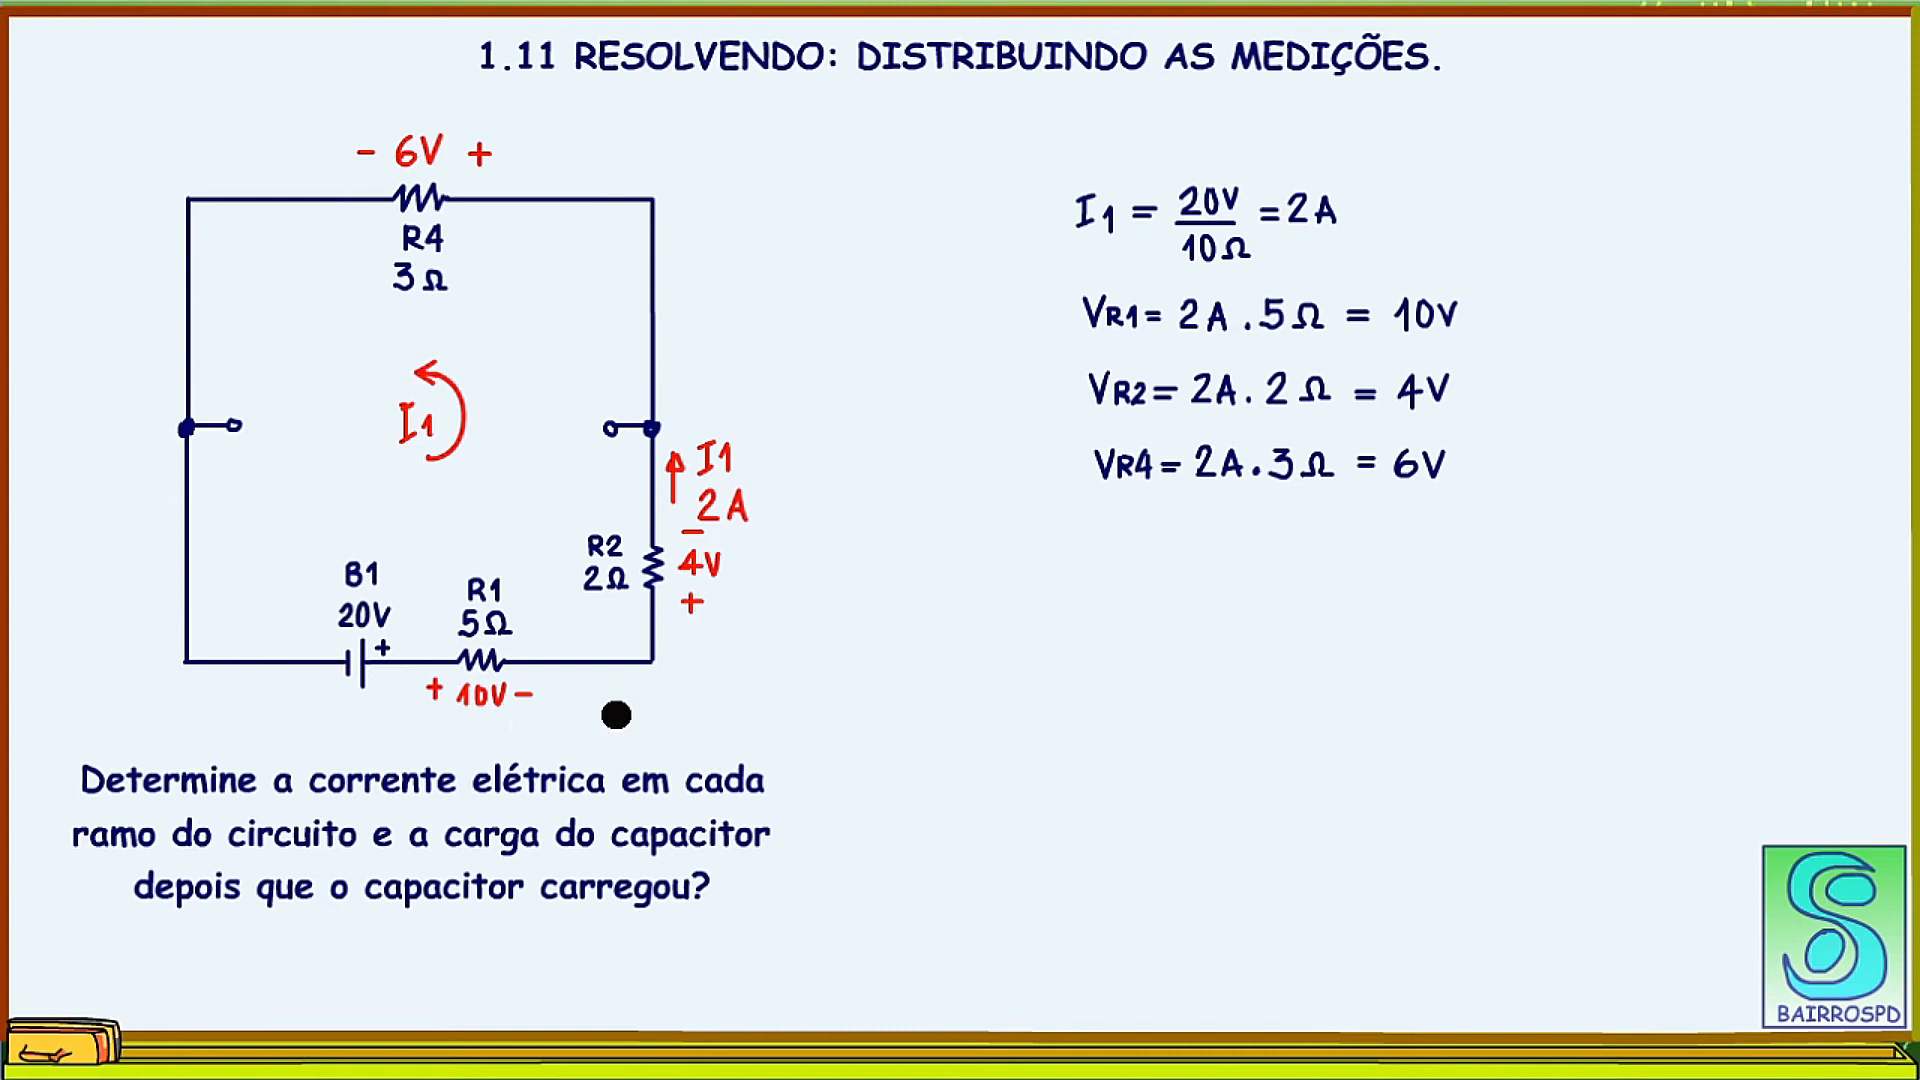 1.11 RESOLVENDO: DISTRIBUINDO AS MEDIÇÕES.
- 6V +
R4
3Ω
I1
I1
2A
-
4V
+
R2
2Ω
B1
20V
+
R1
5Ω
+ 10V -
I1 = 20V/10Ω = 2A
VR1 = 2A . 5Ω = 10V
VR2 = 2A . 2Ω = 4V
VR4 = 2A . 3Ω = 6V
Determine a corrente elétrica em cada
ramo do circuito e a carga do capacitor
depois que o capacitor carregou?
BAIRROSPD